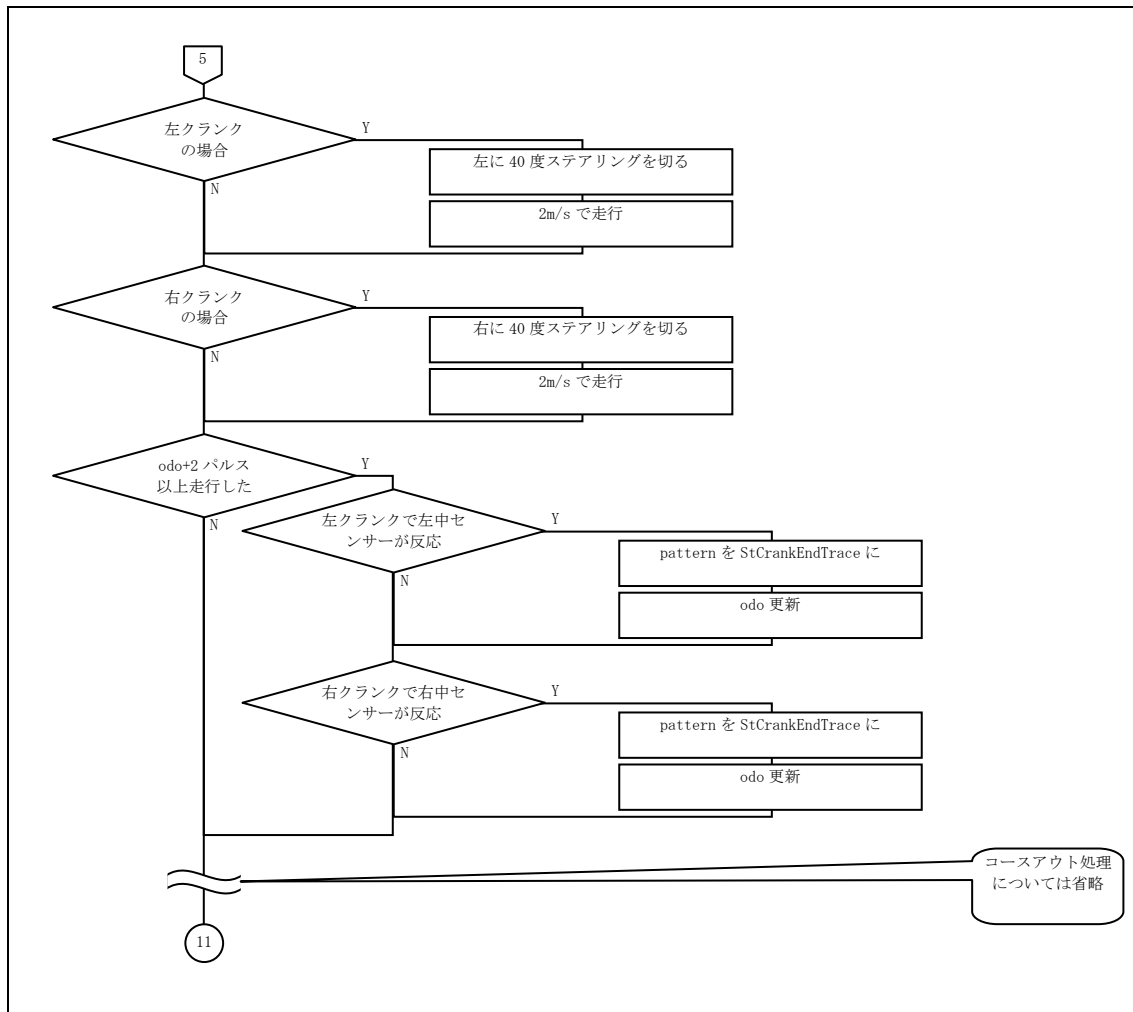 5
左クランク
の場合
Y
左に 40 度ステアリングを切る
N
2m/s で走行
右クランク
の場合
Y
右に 40 度ステアリングを切る
N
2m/s で走行
odo+2 パルス
以上走行した
Y
N
左クランクで左中セ
ンサーが反応
Y
pattern を StCrankEndTrace に
N
odo 更新
右クランクで右中セ
ンサーが反応
Y
pattern を StCrankEndTrace に
N
odo 更新
コースアウト処理
については省略
11